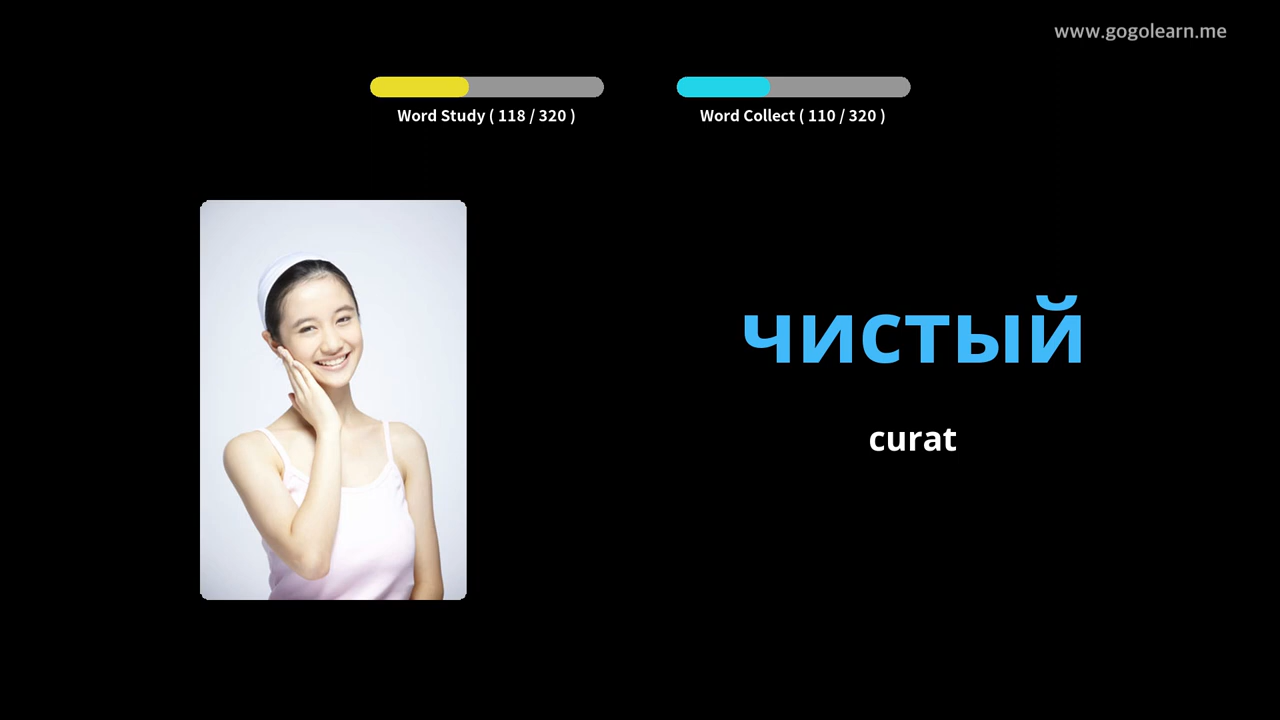 www.gogolearn.me
Word Study ( 118 / 320 )
Word Collect ( 110 / 320 )
чистый
curat